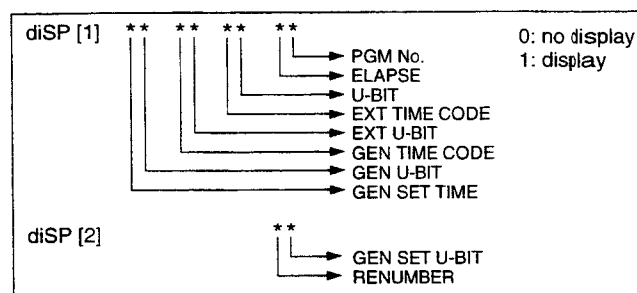 diSP [1] ** ** ** **
0: no display
1: display
PGM No.
ELAPSE
U-BIT
EXT TIME CODE
EXT U-BIT
GEN TIME CODE
GEN U-BIT
GEN SET TIME
diSP [2] **
GEN SET U-BIT
RENUMBER